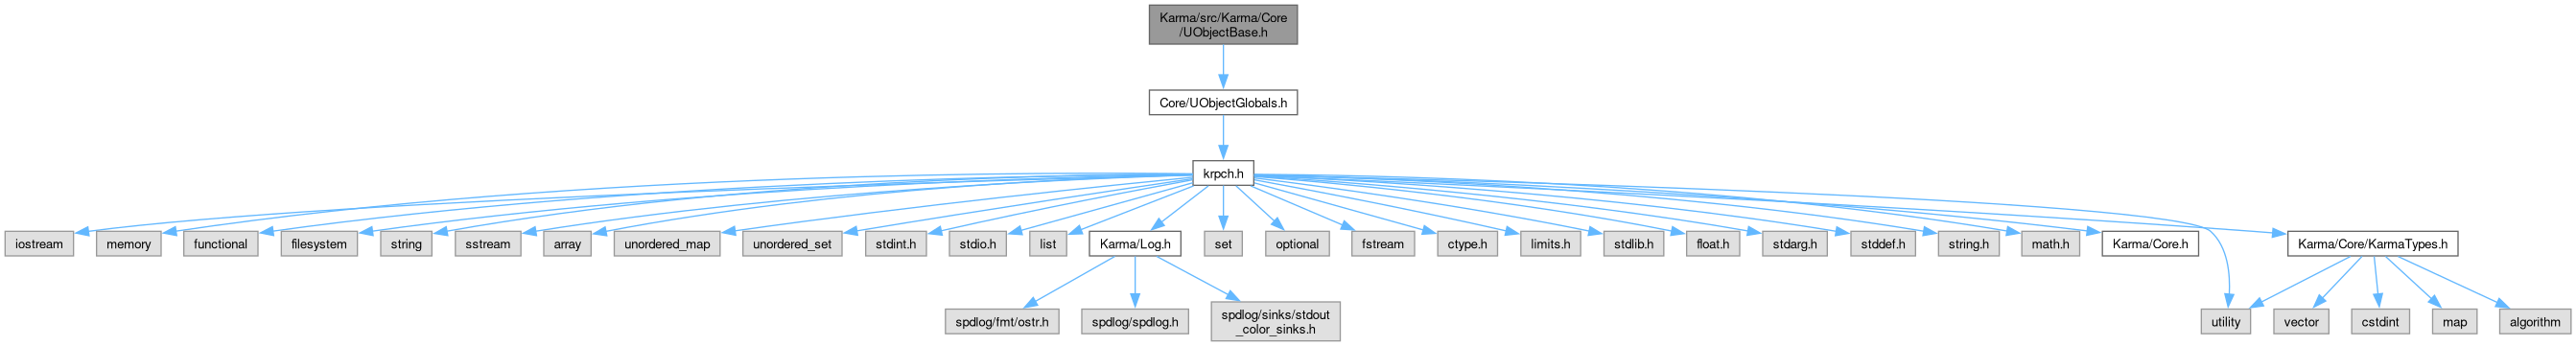 Karma/src/Karma/Core
/UObjectBase.h
Core/UObjectGlobals.h
krpch.h
iostream
memory
functional
filesystem
string
sstream
array
unordered_map
unordered_set
stdint.h
stdio.h
list
Karma/Log.h
set
optional
fstream
ctype.h
limits.h
stdlib.h
float.h
stdarg.h
stddef.h
string.h
math.h
Karma/Core.h
Karma/Core/KarmaTypes.h
spdlog/fmt/ostr.h
spdlog/spdlog.h
spdlog/sinks/stdout
_color_sinks.h
utility
vector
cstdint
map
algorithm